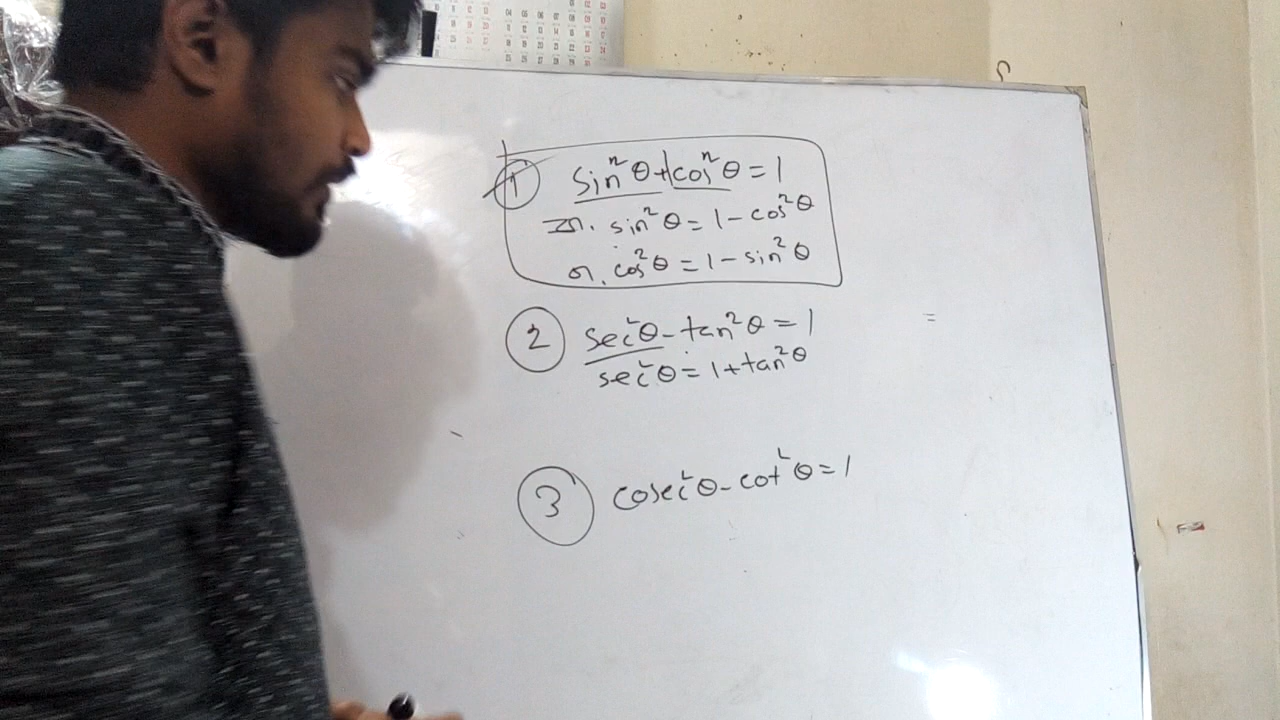 1 sin²θ+cos²θ=1
বা. sin²θ=1-cos²θ
বা. cos²θ=1-sin²θ
2 sec²θ-tan²θ=1
=
sec²θ=1+tan²θ
3 cosec²θ-cot²θ=1